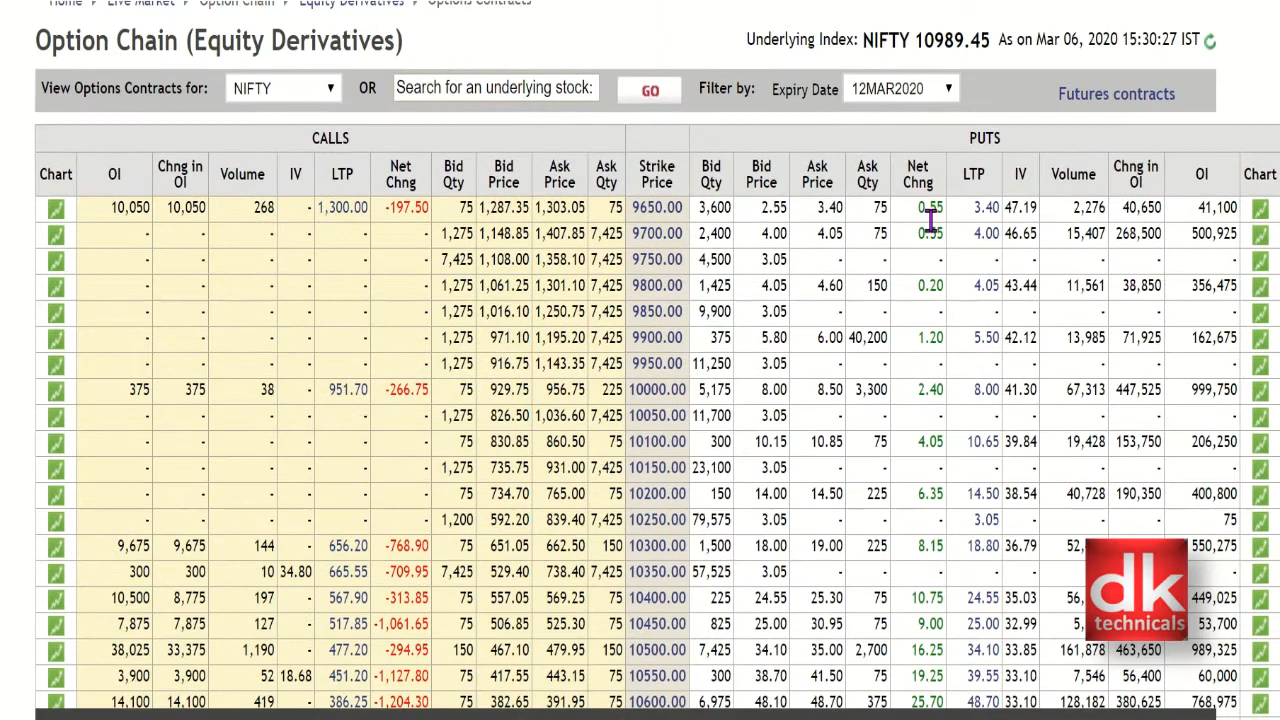 Home Live Market Option Chain Equity Derivatives Options Contracts
Option Chain (Equity Derivatives) Underlying Index: NIFTY 10989.45 As on Mar 06, 2020 15:30:27 IST
View Options Contracts for: NIFTY OR Search for an underlying stock: GO Filter by: Expiry Date 12MAR2020 Futures contracts
CALLS PUTS
Chart OI Chng in OI Volume IV LTP Net Chng Bid Qty Bid Price Ask Price Ask Qty Strike Price Bid Qty Bid Price Ask Price Ask Qty Net Chng LTP IV Volume Chng in OI OI Chart
10,050 10,050 268 - 1,300.00 -197.50 75 1,287.35 1,303.05 75 9650.00 3,600 2.55 3.40 75 0.55 3.40 47.19 2,276 40,650 41,100
- - - - - - 1,275 1,148.85 1,407.85 7,425 9700.00 2,400 4.00 4.05 75 4.00 46.65 15,407 268,500 500,925
- - - - - - 7,425 1,108.00 1,358.10 7,425 9750.00 4,500 3.05 - - - - - - - -
- - - - - - 1,275 1,061.25 1,301.10 7,425 9800.00 1,425 4.05 4.60 150 0.20 4.05 43.44 11,561 38,850 356,475
- - - - - - 1,275 1,016.10 1,250.75 7,425 9850.00 9,900 3.05 - - - - - - - -
- - - - - - 1,275 971.10 1,195.20 7,425 9900.00 375 5.80 6.00 40,200 1.20 5.50 42.12 13,985 71,925 162,675
- - - - - - 1,275 916.75 1,143.35 7,425 9950.00 11,250 3.05 - - - - - - - -
375 375 38 - 951.70 -266.75 75 929.75 956.75 225 10000.00 5,175 8.00 8.50 3,300 2.40 8.00 41.30 67,313 447,525 999,750
- - - - - - 1,275 826.50 1,036.60 7,425 10050.00 11,700 3.05 - - - - - - - -
- - - - - - 75 830.85 860.50 75 10100.00 300 10.15 10.85 75 4.05 10.65 39.84 19,428 153,750 206,250
- - - - - - 1,275 735.75 931.00 7,425 10150.00 23,100 3.05 - - - - - - - -
- - - - - - 75 734.70 765.00 75 10200.00 150 14.00 14.50 225 6.35 14.50 38.54 40,728 190,350 400,800
- - - - - - 1,200 592.20 839.40 7,425 10250.00 79,575 3.05 - - - 3.05 - - - 75
9,675 9,675 144 - 656.20 -768.90 75 651.05 662.50 150 10300.00 1,500 18.00 19.00 225 8.15 18.80 36.79 52, 550,275
300 300 10 34.80 665.55 -709.95 7,425 529.40 738.40 7,425 10350.00 57,525 3.05 - - - - - - -
10,500 8,775 197 - 567.90 -313.85 75 557.05 569.25 75 10400.00 225 24.55 25.30 75 10.75 24.55 35.03 56, 449,025
7,875 7,875 127 - 517.85 -1,061.65 75 506.85 525.30 75 10450.00 825 25.00 30.95 75 9.00 25.00 32.99 5, 53,700
38,025 33,375 1,190 - 477.20 -294.95 150 467.10 479.95 150 10500.00 7,425 34.10 35.00 2,700 16.25 34.10 33.85 161,878 463,650 989,325
3,900 3,900 52 18.68 451.20 -1,127.80 75 417.55 443.15 75 10550.00 300 38.70 41.50 75 19.25 39.55 33.10 7,546 56,400 60,000
14,100 14,100 419 - 386.25 -1,204.30 75 382.65 395.10 75 10600.00 6,975 48.10 48.70 375 25.70 48.70 33.10 128,182 380,625 768,975
dk
technicals